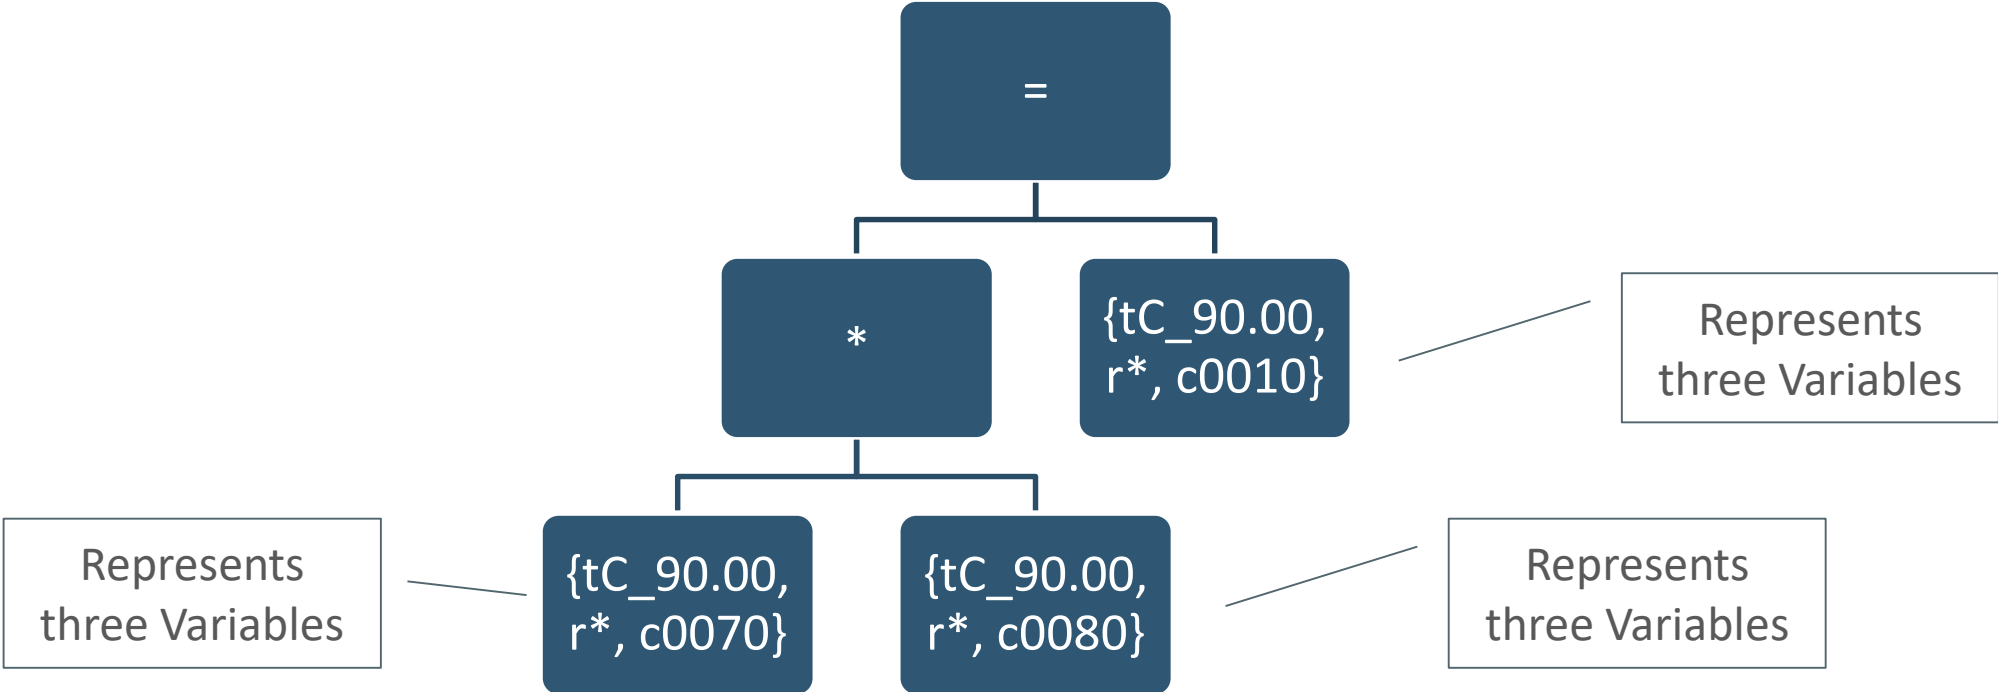 =
*
{tC_90.00,
r*, c0010}
Represents
three Variables
Represents
three Variables
{tC_90.00,
r*, c0070}
{tC_90.00,
r*, c0080}
Represents
three Variables